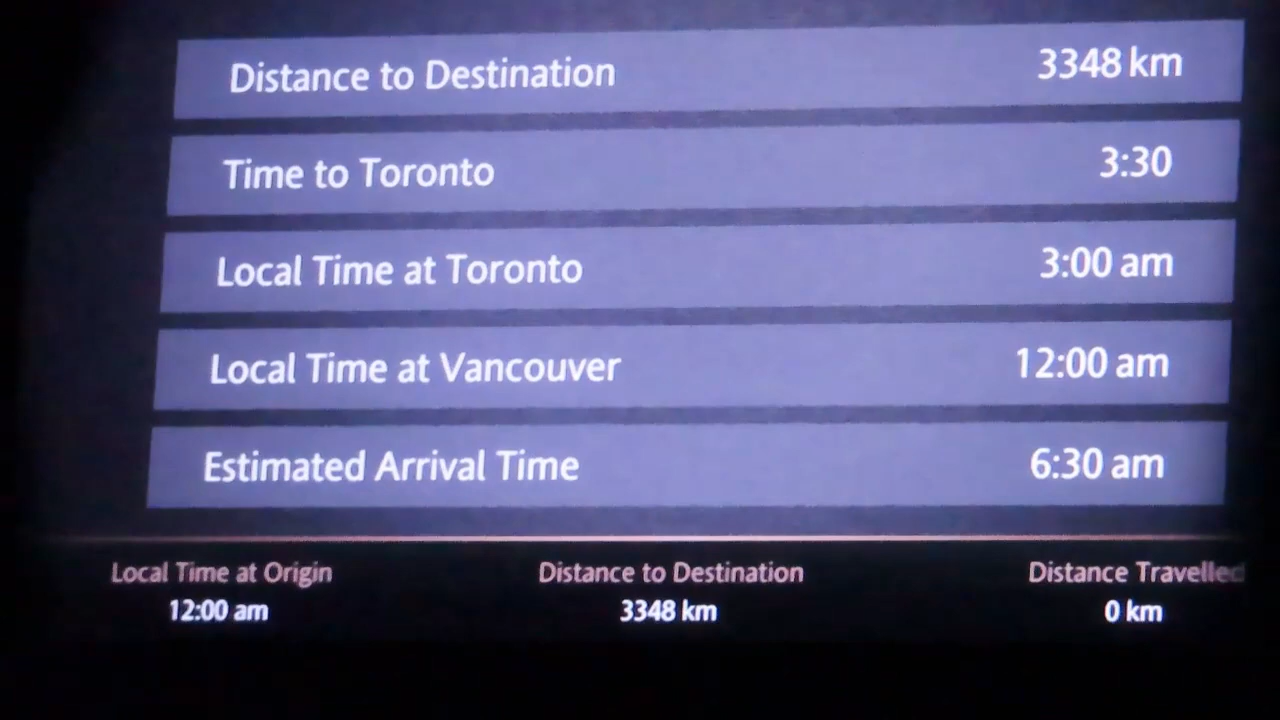 Distance to Destination 3348 km
Time to Toronto 3:30
Local Time at Toronto 3:00 am
Local Time at Vancouver 12:00 am
Estimated Arrival Time 6:30 am
Local Time at Origin Distance to Destination Distance Travelled
12:00 am 3348 km 0 km